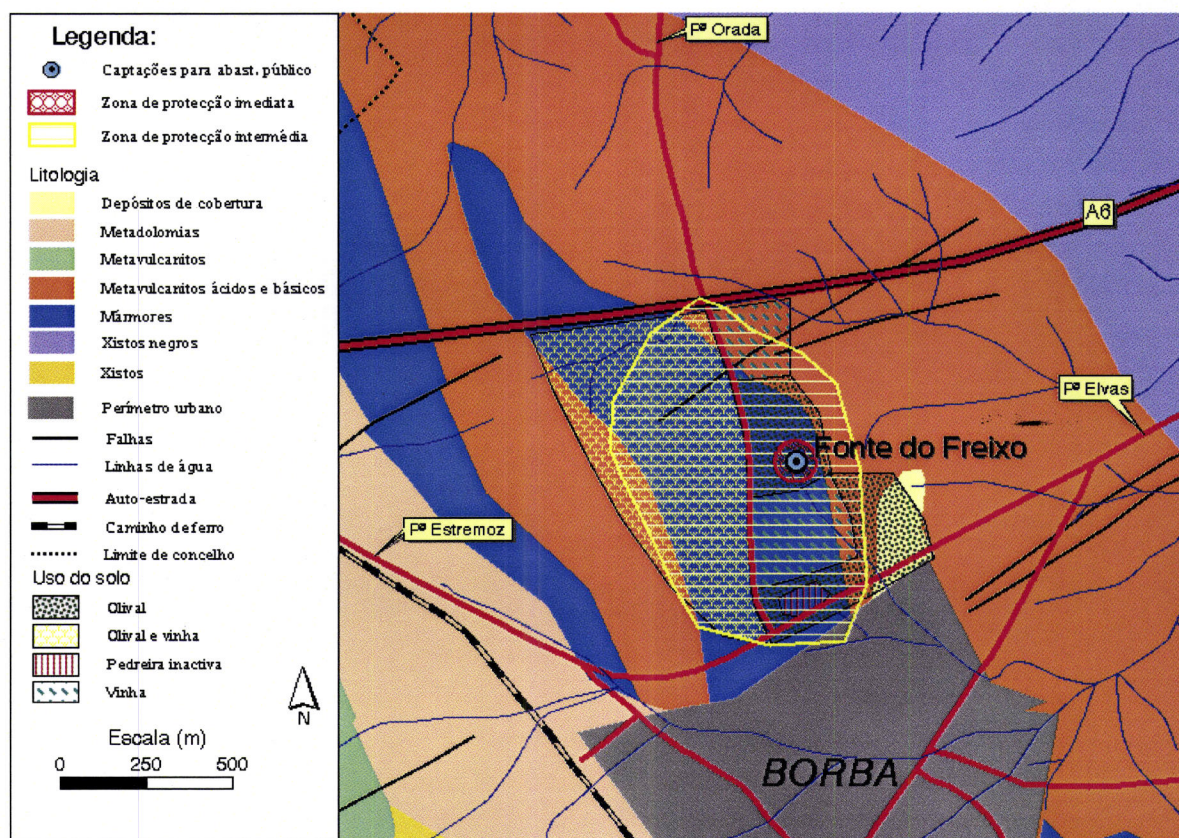 Legenda:
Captações para abast. público
Zona de protecção imediata
Zona de protecção intermédia
Litologia
Depósitos de cobertura
Metadolomias
Metavulcanitos
Metavulcanitos ácidos e básicos
Mármores
Xistos negros
Xistos
Perímetro urbano
Falhas
Linhas de água
Auto-estrada
Caminho de ferro
Limite de concelho
Uso do solo
Olival
Olival e vinha
Pedreira inactiva
Vinha
N
Escala (m)
0 250 500
Pª Orada
A6
Pª Elvas
Fonte do Freixo
Pª Estremoz
BORBA